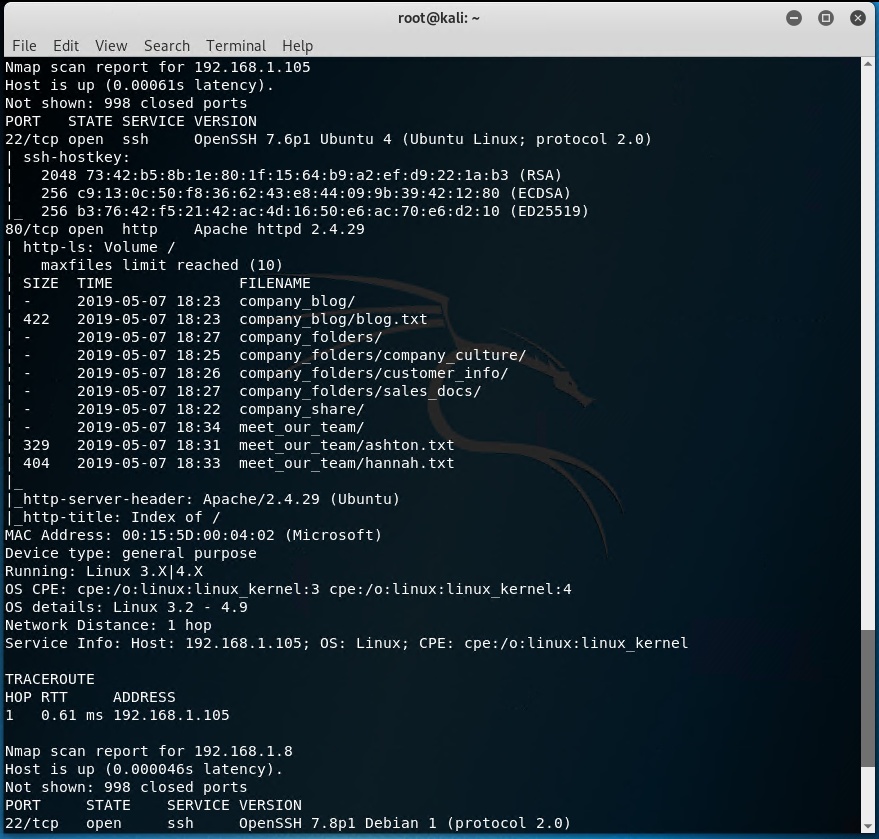 root@kali: ~
File Edit View Search Terminal Help
Nmap scan report for 192.168.1.105
Host is up (0.00061s latency).
Not shown: 998 closed ports
PORT   STATE SERVICE VERSION
22/tcp open  ssh     OpenSSH 7.6p1 Ubuntu 4 (Ubuntu Linux; protocol 2.0)
| ssh-hostkey:
|   2048 73:42:b5:8b:1e:80:1f:15:64:b9:a2:ef:d9:22:1a:b3 (RSA)
|   256 c9:13:0c:50:f8:36:62:43:e8:44:09:9b:39:42:12:80 (ECDSA)
|_  256 b3:76:42:f5:21:42:ac:4d:16:50:e6:ac:70:e6:d2:10 (ED25519)
80/tcp open  http    Apache httpd 2.4.29
| http-ls: Volume /
|   maxfiles limit reached (10)
| SIZE  TIME              FILENAME
| -     2019-05-07 18:23  company_blog/
| 422   2019-05-07 18:23  company_blog/blog.txt
| -     2019-05-07 18:27  company_folders/
| -     2019-05-07 18:25  company_folders/company_culture/
| -     2019-05-07 18:26  company_folders/customer_info/
| -     2019-05-07 18:27  company_folders/sales_docs/
| -     2019-05-07 18:22  company_share/
| -     2019-05-07 18:34  meet_our_team/
| 329   2019-05-07 18:31  meet_our_team/ashton.txt
| 404   2019-05-07 18:33  meet_our_team/hannah.txt
|_
|_http-server-header: Apache/2.4.29 (Ubuntu)
|_http-title: Index of /
MAC Address: 00:15:5D:00:04:02 (Microsoft)
Device type: general purpose
Running: Linux 3.X|4.X
OS CPE: cpe:/o:linux:linux_kernel:3 cpe:/o:linux:linux_kernel:4
OS details: Linux 3.2 - 4.9
Network Distance: 1 hop
Service Info: Host: 192.168.1.105; OS: Linux; CPE: cpe:/o:linux:linux_kernel
TRACEROUTE
HOP RTT     ADDRESS
1   0.61 ms 192.168.1.105
Nmap scan report for 192.168.1.8
Host is up (0.000046s latency).
Not shown: 998 closed ports
PORT     STATE    SERVICE VERSION
22/tcp   open     ssh     OpenSSH 7.8p1 Debian 1 (protocol 2.0)